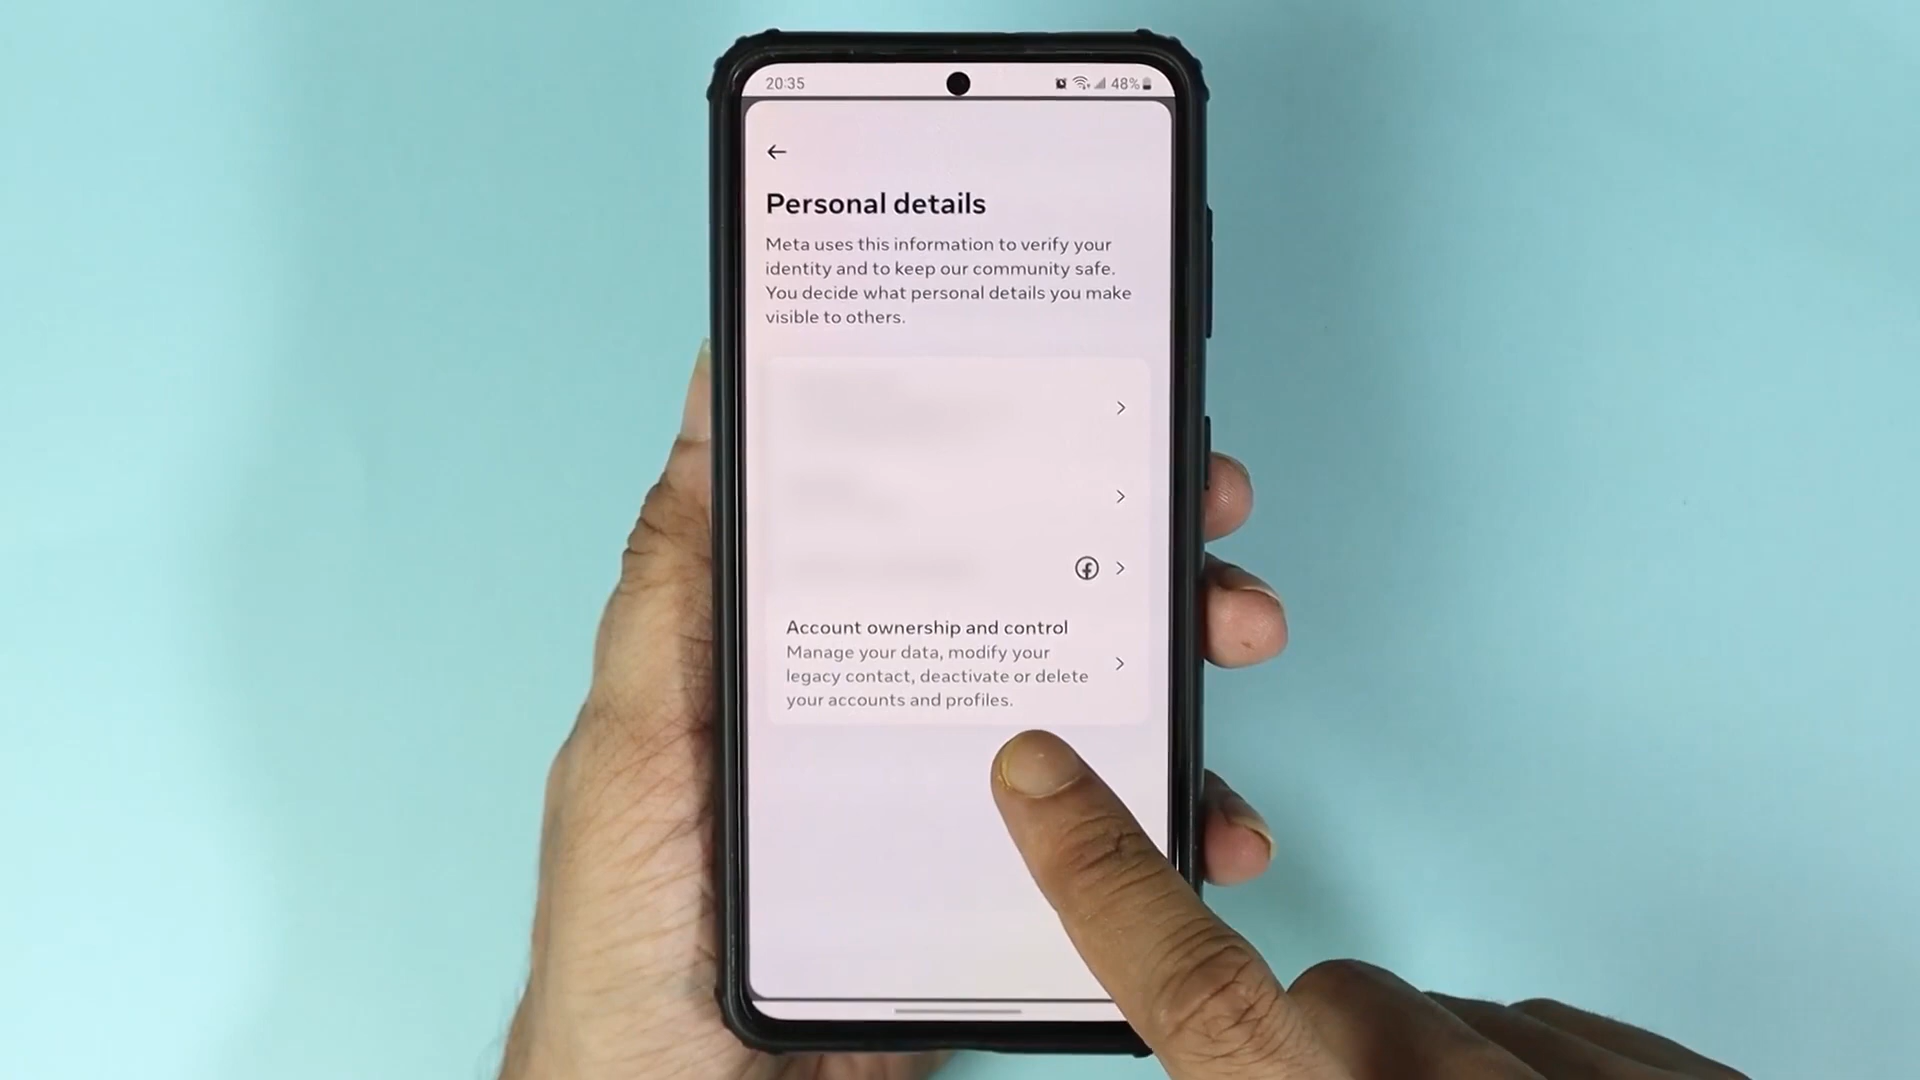 20:35
48%
Personal details
Meta uses this information to verify your
identity and to keep our community safe.
You decide what personal details you make
visible to others.
Account ownership and control
Manage your data, modify your
legacy contact, deactivate or delete
your accounts and profiles.